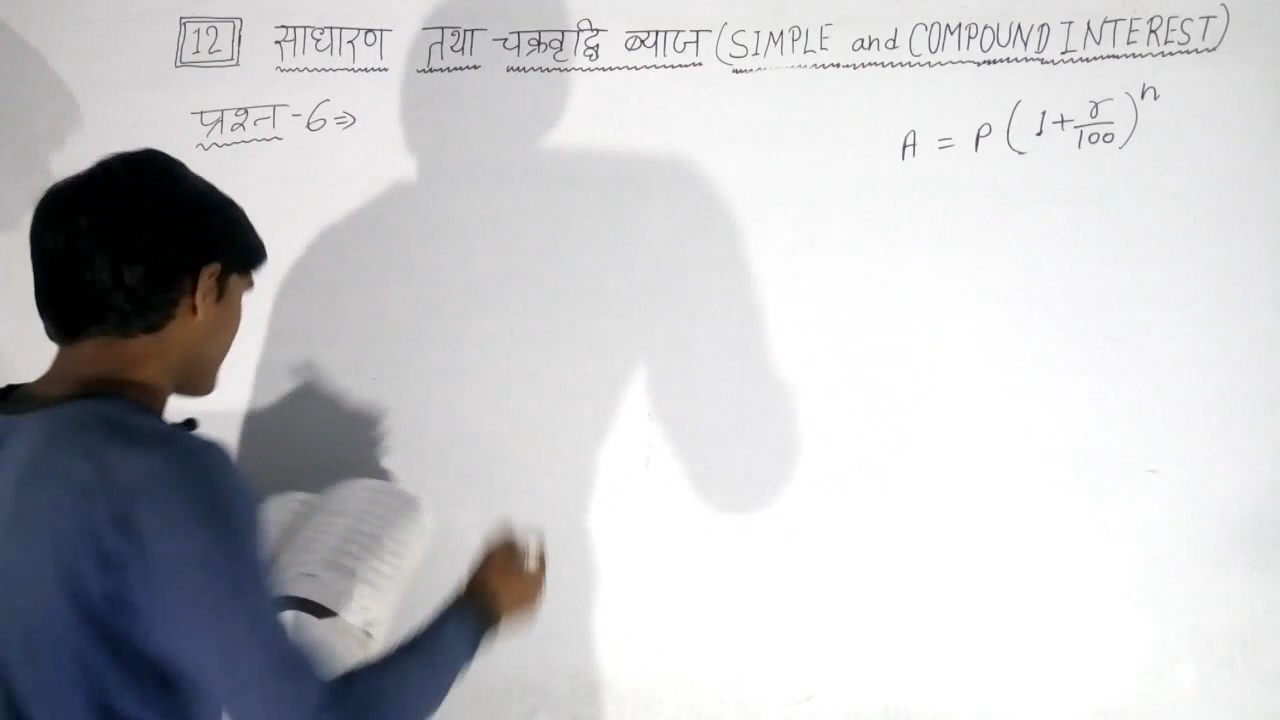 12 साधारण तथा चक्रवृद्धि ब्याज (SIMPLE and COMPOUND INTEREST)
प्रश्न-6⇒
A = P (1+r/100)^n